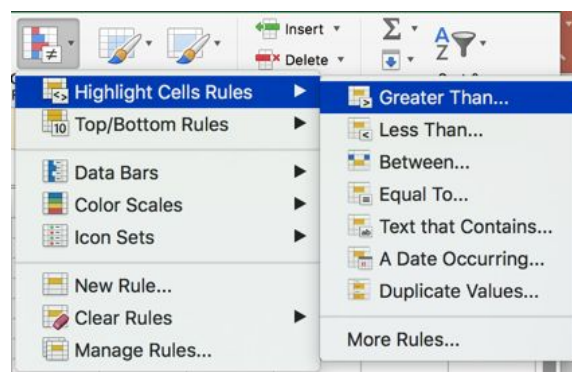 Insert
Delete
Highlight Cells Rules
Top/Bottom Rules
Data Bars
Color Scales
Icon Sets
New Rule...
Clear Rules
Manage Rules...
Greater Than...
Less Than...
Between...
Equal To...
Text that Contains...
A Date Occurring...
Duplicate Values...
More Rules...